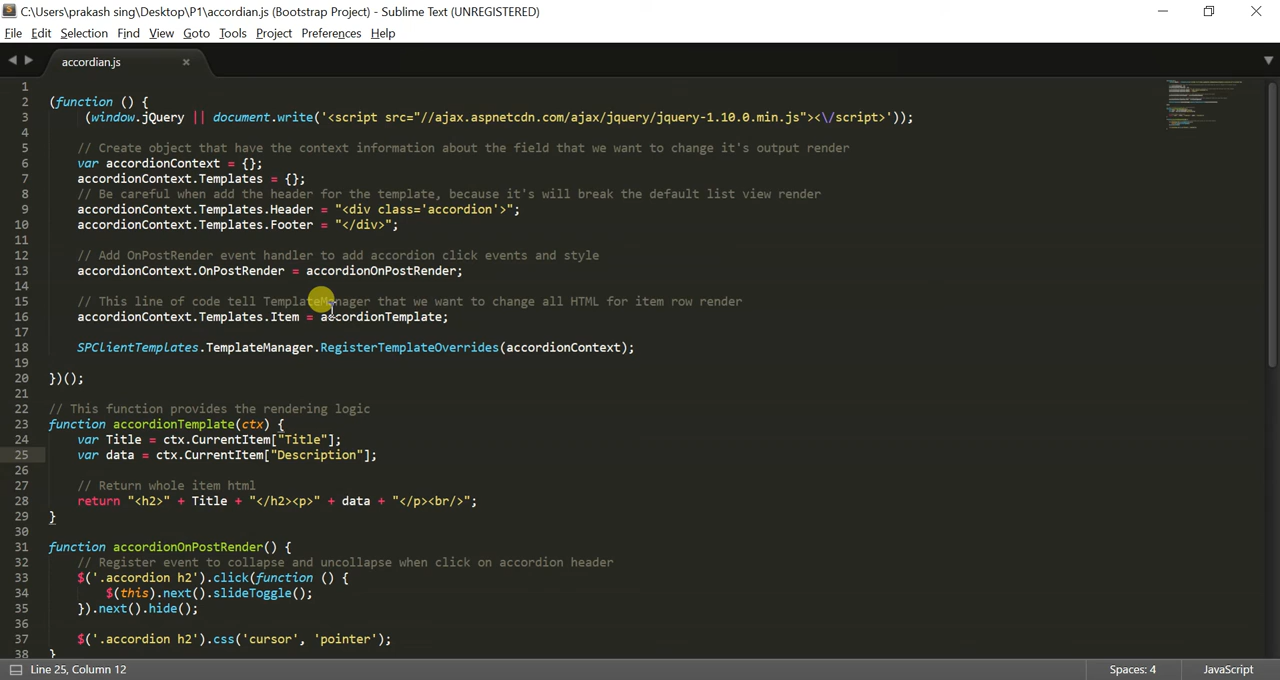 C:\Users\prakash sing\Desktop\P1\accordian.js (Bootstrap Project) - Sublime Text (UNREGISTERED)
File Edit Selection Find View Goto Tools Project Preferences Help
accordian.js
1
2 (function () {
3 (window.jQuery || document.write('<script src="//ajax.aspnetcdn.com/ajax/jquery/jquery-1.10.0.min.js"><\/script>'));
4
5 // Create object that have the context information about the field that we want to change it's output render
6 var accordionContext = {};
7 accordionContext.Templates = {};
8 // Be careful when add the header for the template, because it's will break the default list view render
9 accordionContext.Templates.Header = "<div class='accordion'>";
10 accordionContext.Templates.Footer = "</div>";
11
12 // Add OnPostRender event handler to add accordion click events and style
13 accordionContext.OnPostRender = accordionOnPostRender;
14
15 // This line of code tell TemplateManager that we want to change all HTML for item row render
16 accordionContext.Templates.Item = accordionTemplate;
17
18 SPClientTemplates.TemplateManager.RegisterTemplateOverrides(accordionContext);
19
20 })();
21
22 // This function provides the rendering logic
23 function accordionTemplate(ctx) {
24 var Title = ctx.CurrentItem["Title"];
25 var data = ctx.CurrentItem["Description"];
26
27 // Return whole item html
28 return "<h2>" + Title + "</h2><p>" + data + "</p><br/>";
29 }
30
31 function accordionOnPostRender() {
32 // Register event to collapse and uncollapse when click on accordion header
33 $('.accordion h2').click(function () {
34 $(this).next().slideToggle();
35 }).next().hide();
36
37 $('.accordion h2').css('cursor', 'pointer');
38 }
Line 25, Column 12 Spaces: 4 JavaScript